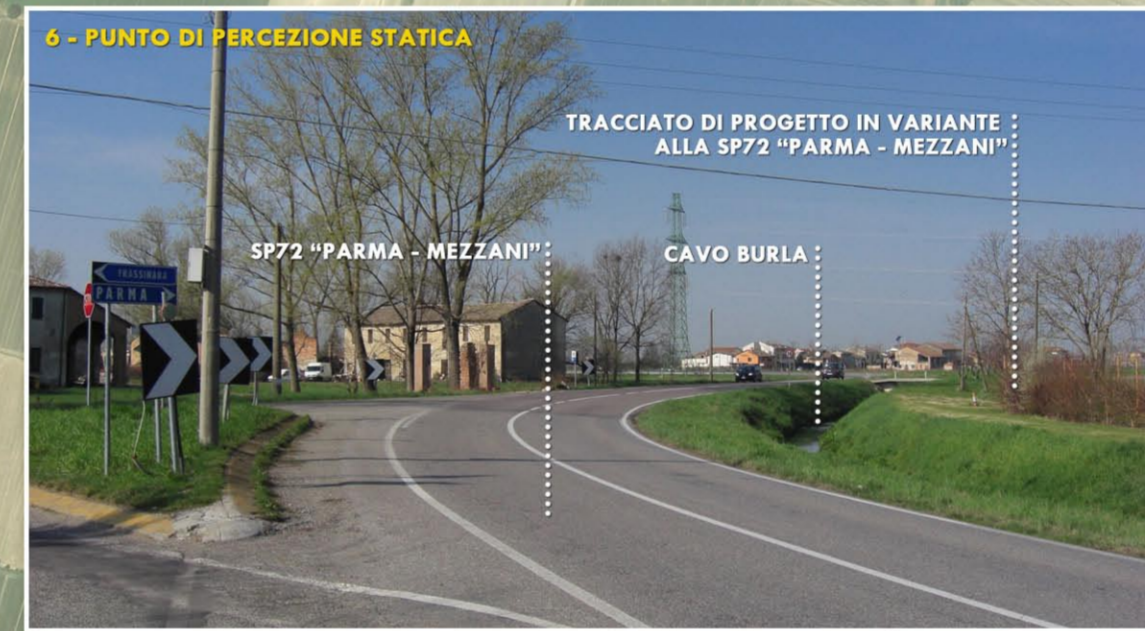 6 - PUNTO DI PERCEZIONE STATICA
TRACCIATO DI PROGETTO IN VARIANTE
ALLA SP72 “PARMA - MEZZANI”
SP72 “PARMA - MEZZANI”
CAVO BURLA
FRASSINARA
PARMA